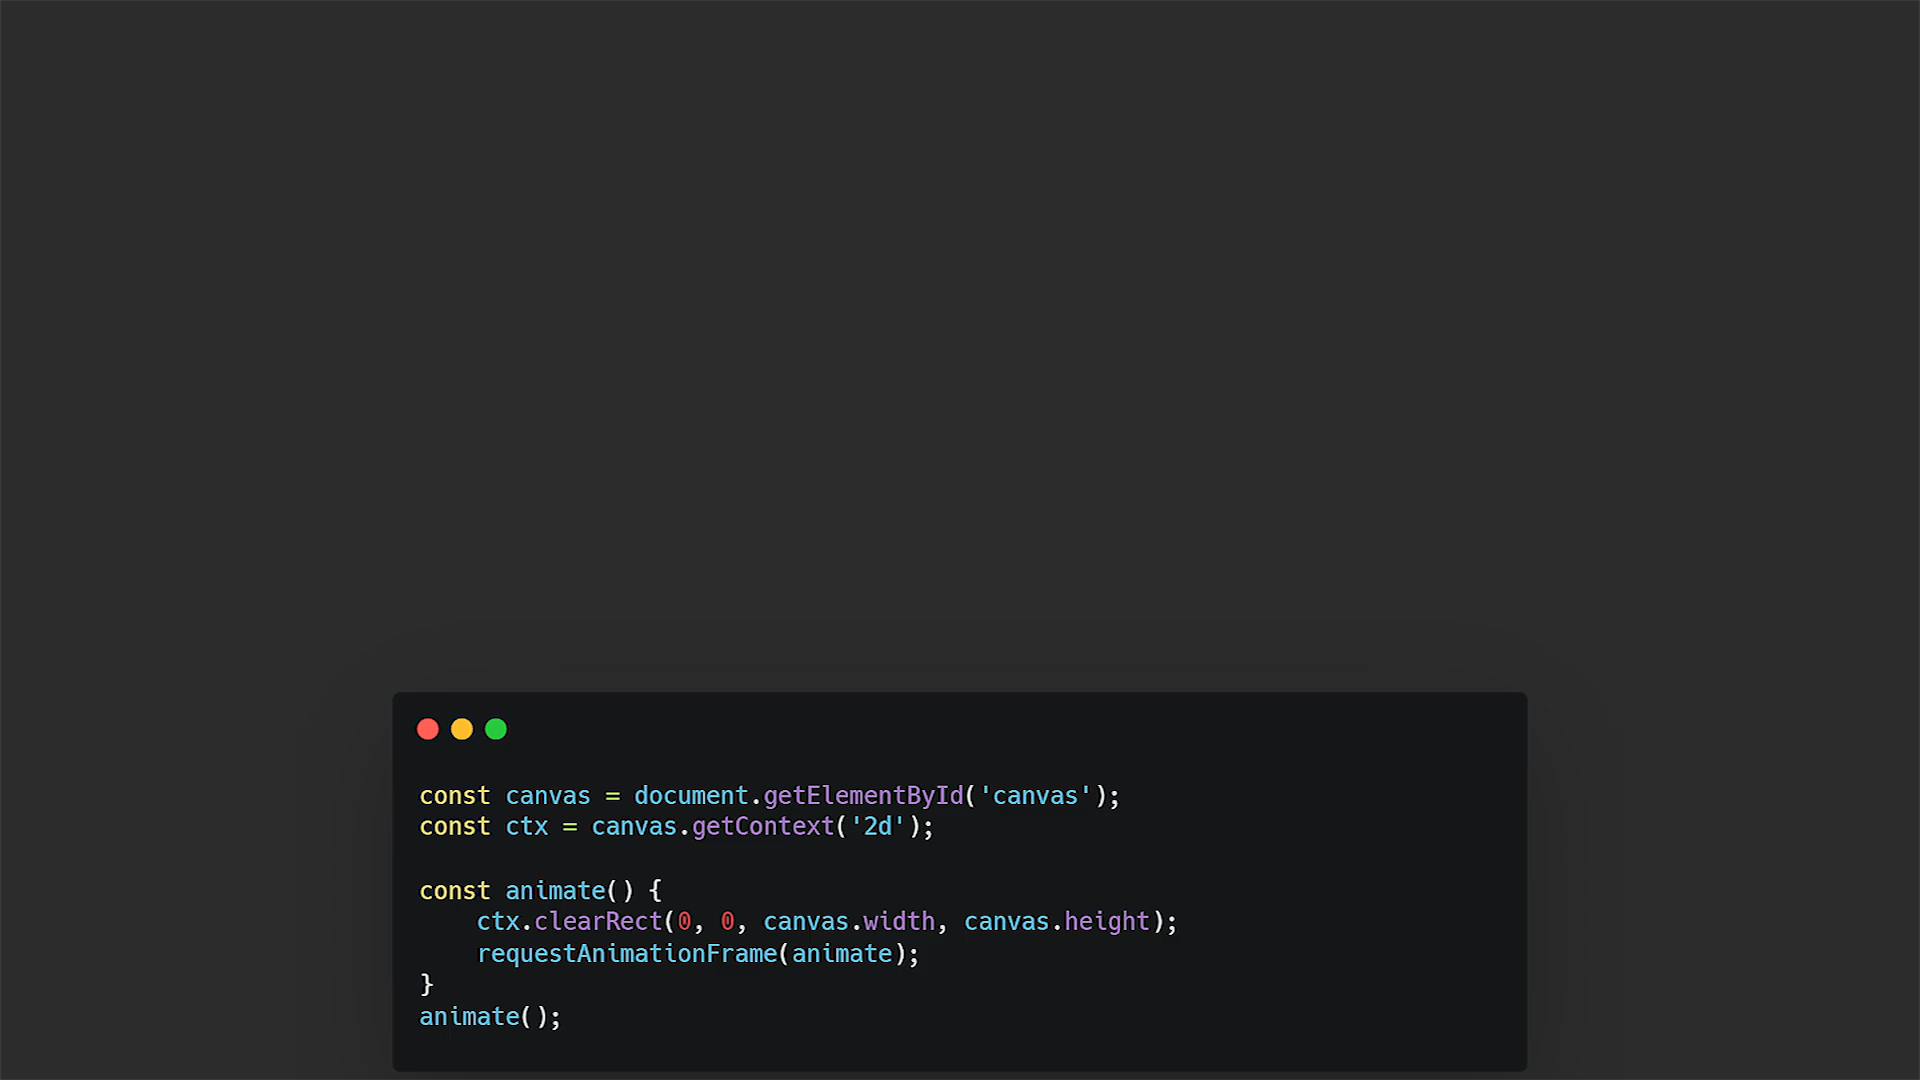 const canvas = document.getElementById('canvas');
const ctx = canvas.getContext('2d');
const animate() {
    ctx.clearRect(0, 0, canvas.width, canvas.height);
    requestAnimationFrame(animate);
}
animate();